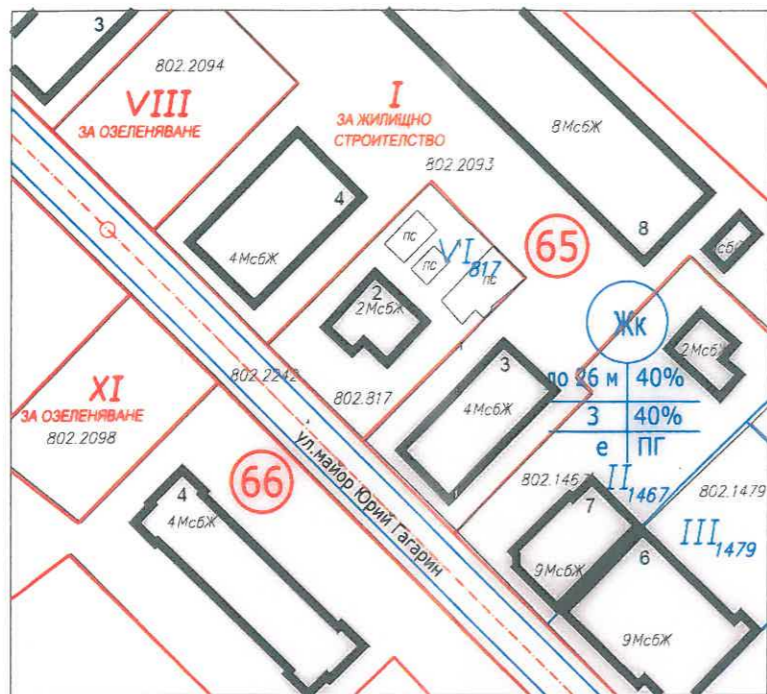 3
802.2094
VIII
ЗА ОЗЕЛЕНЯВАНЕ
I
ЗА ЖИЛИЩНО
СТРОИТЕЛСТВО
802.2093
8МсбЖ
8
4
4МсбЖ
пс
пс
пс
VI 817
65
2
2МсбЖ
Жк
2МсбЖ
до 26 м 40%
3 40%
е ПГ
3
4МсбЖ
802.2242
802.817
XI
ЗА ОЗЕЛЕНЯВАНЕ
802.2098
ул.майор Юрий Гагарин
66
4
4МсбЖ
II 1467
802.1479
III 1479
7
9МсбЖ
6
9МсбЖ